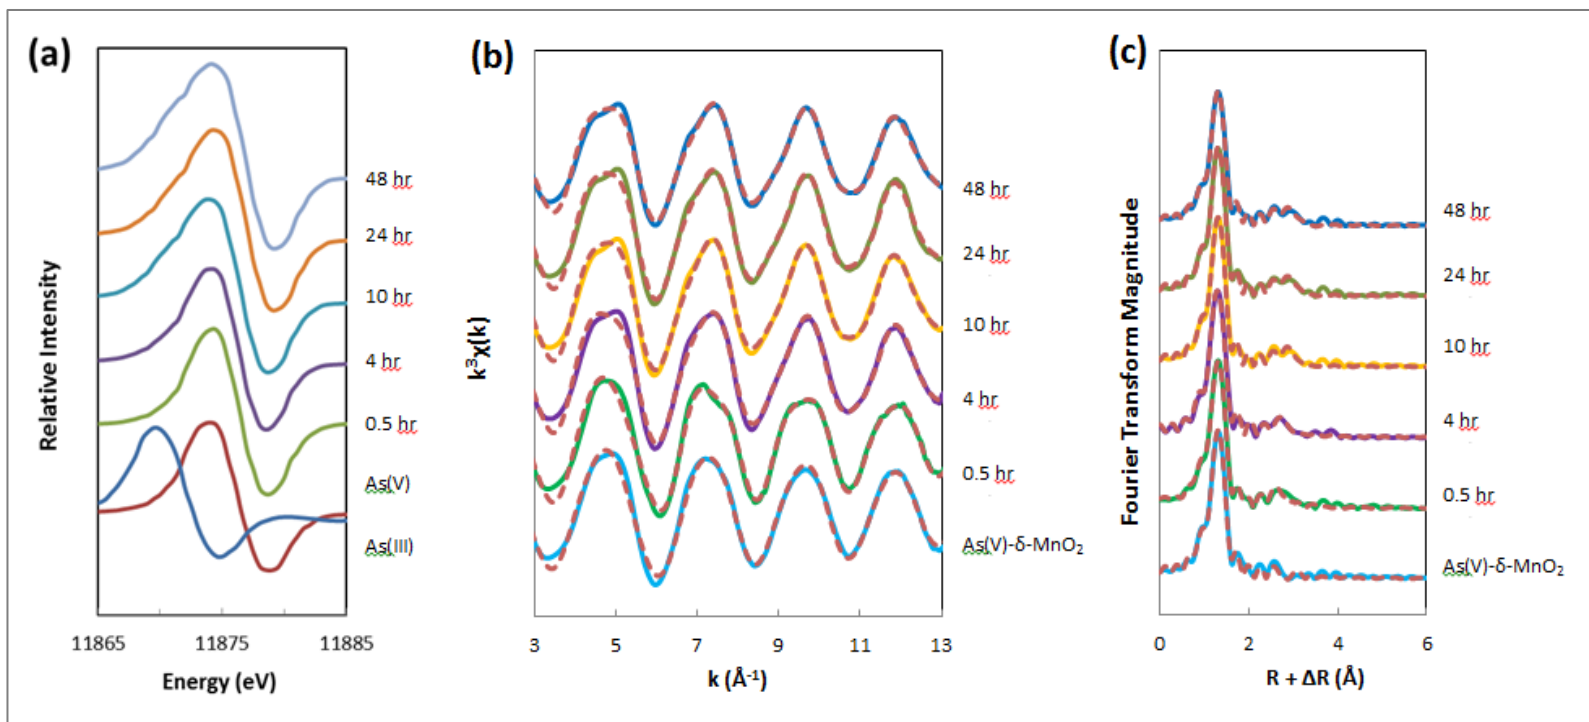 (a)
Relative Intensity
48 hr
24 hr
10 hr
4 hr
0.5 hr
As(V)
As(III)
11865 11875 11885
Energy (eV)
(b)
k³χ(k)
48 hr
24 hr
10 hr
4 hr
0.5 hr
As(V)-δ-MnO₂
3 5 7 9 11 13
k (Å⁻¹)
(c)
Fourier Transform Magnitude
48 hr
24 hr
10 hr
4 hr
0.5 hr
As(V)-δ-MnO₂
0 2 4 6
R + ΔR (Å)